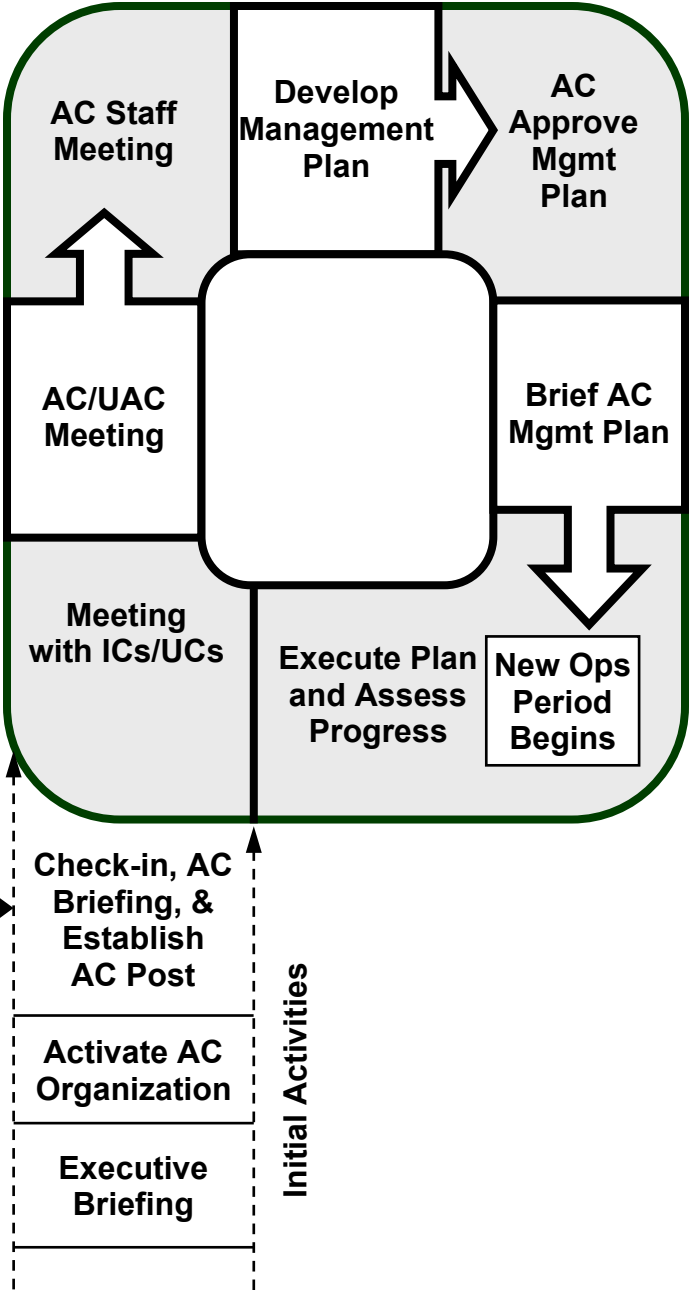 AC Staff
Meeting
Develop
Management
Plan
AC
Approve
Mgmt
Plan
AC/UAC
Meeting
Brief AC
Mgmt Plan
Meeting
with ICs/UCs
Execute Plan
and Assess
Progress
New Ops
Period
Begins
Check-in, AC
Briefing, &
Establish
AC Post
Activate AC
Organization
Executive
Briefing
Initial Activities